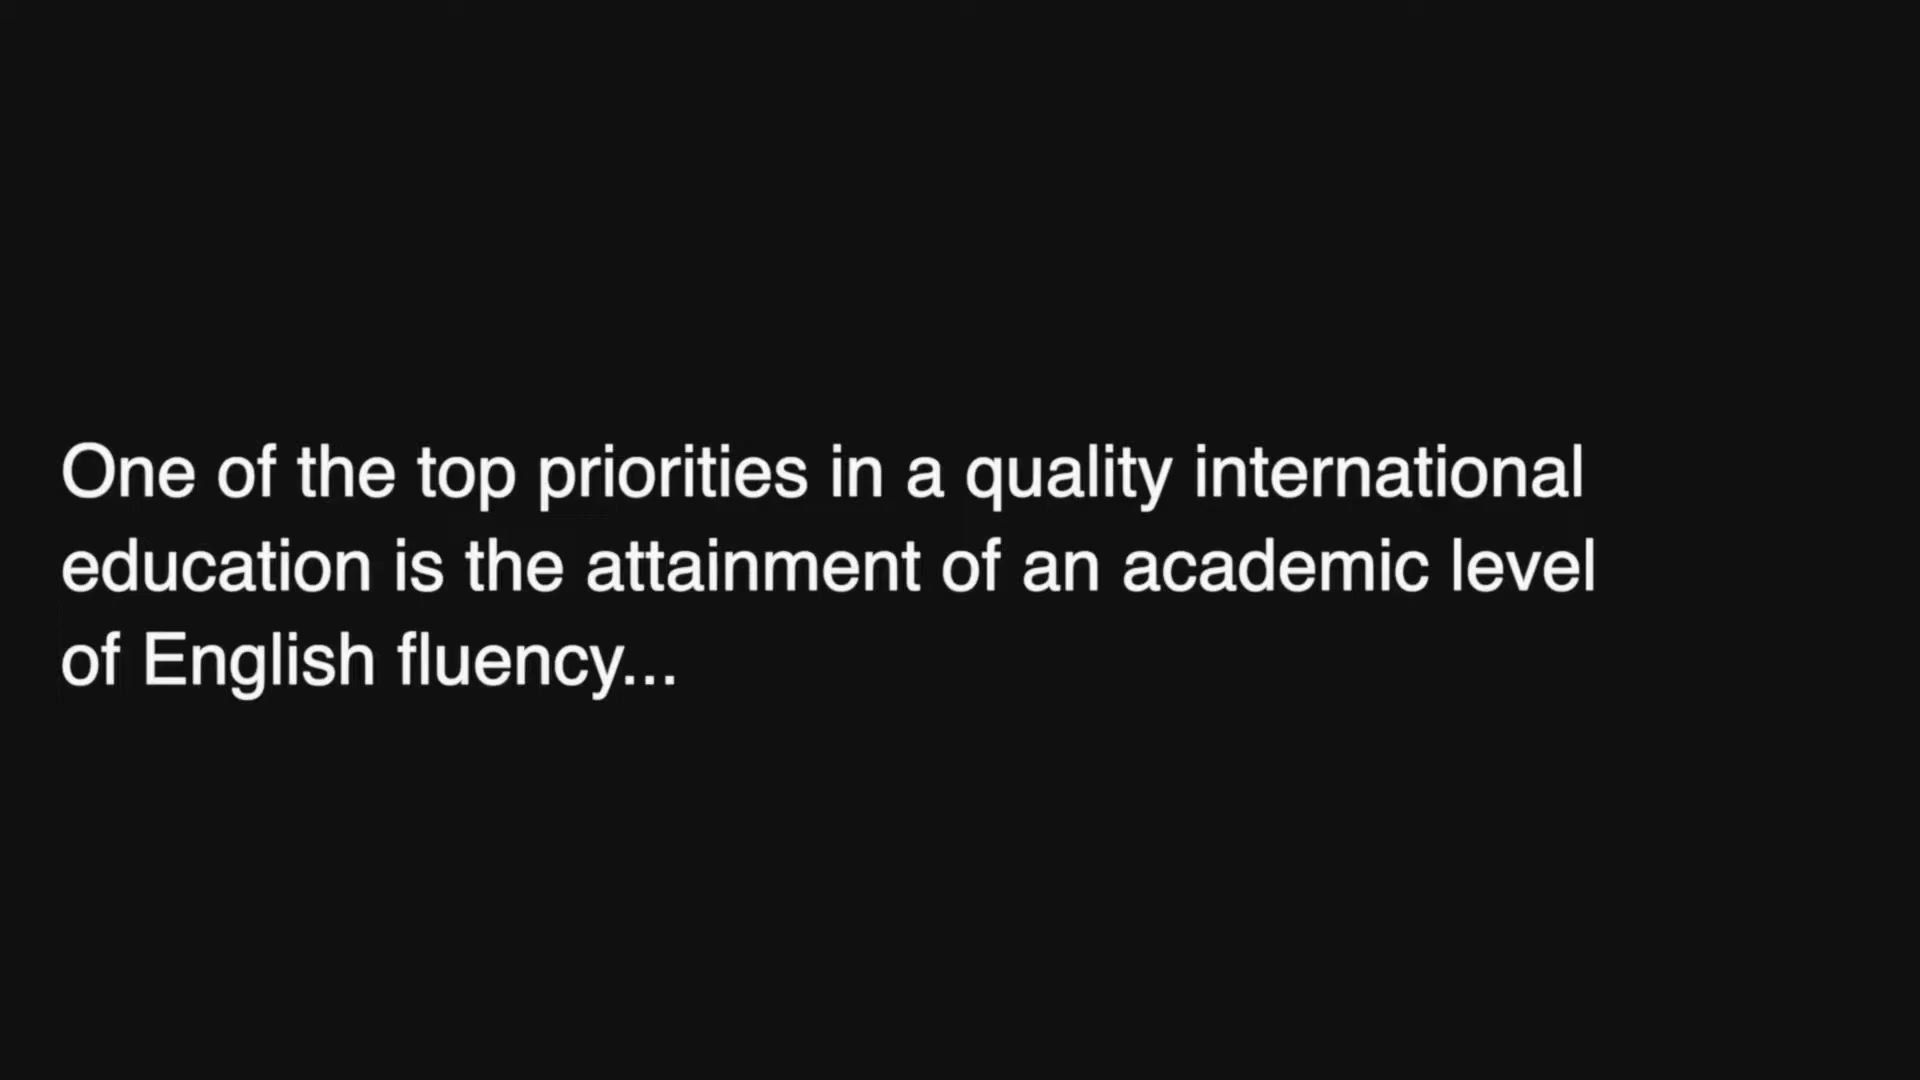 One of the top priorities in a quality international
education is the attainment of an academic level
of English fluency...